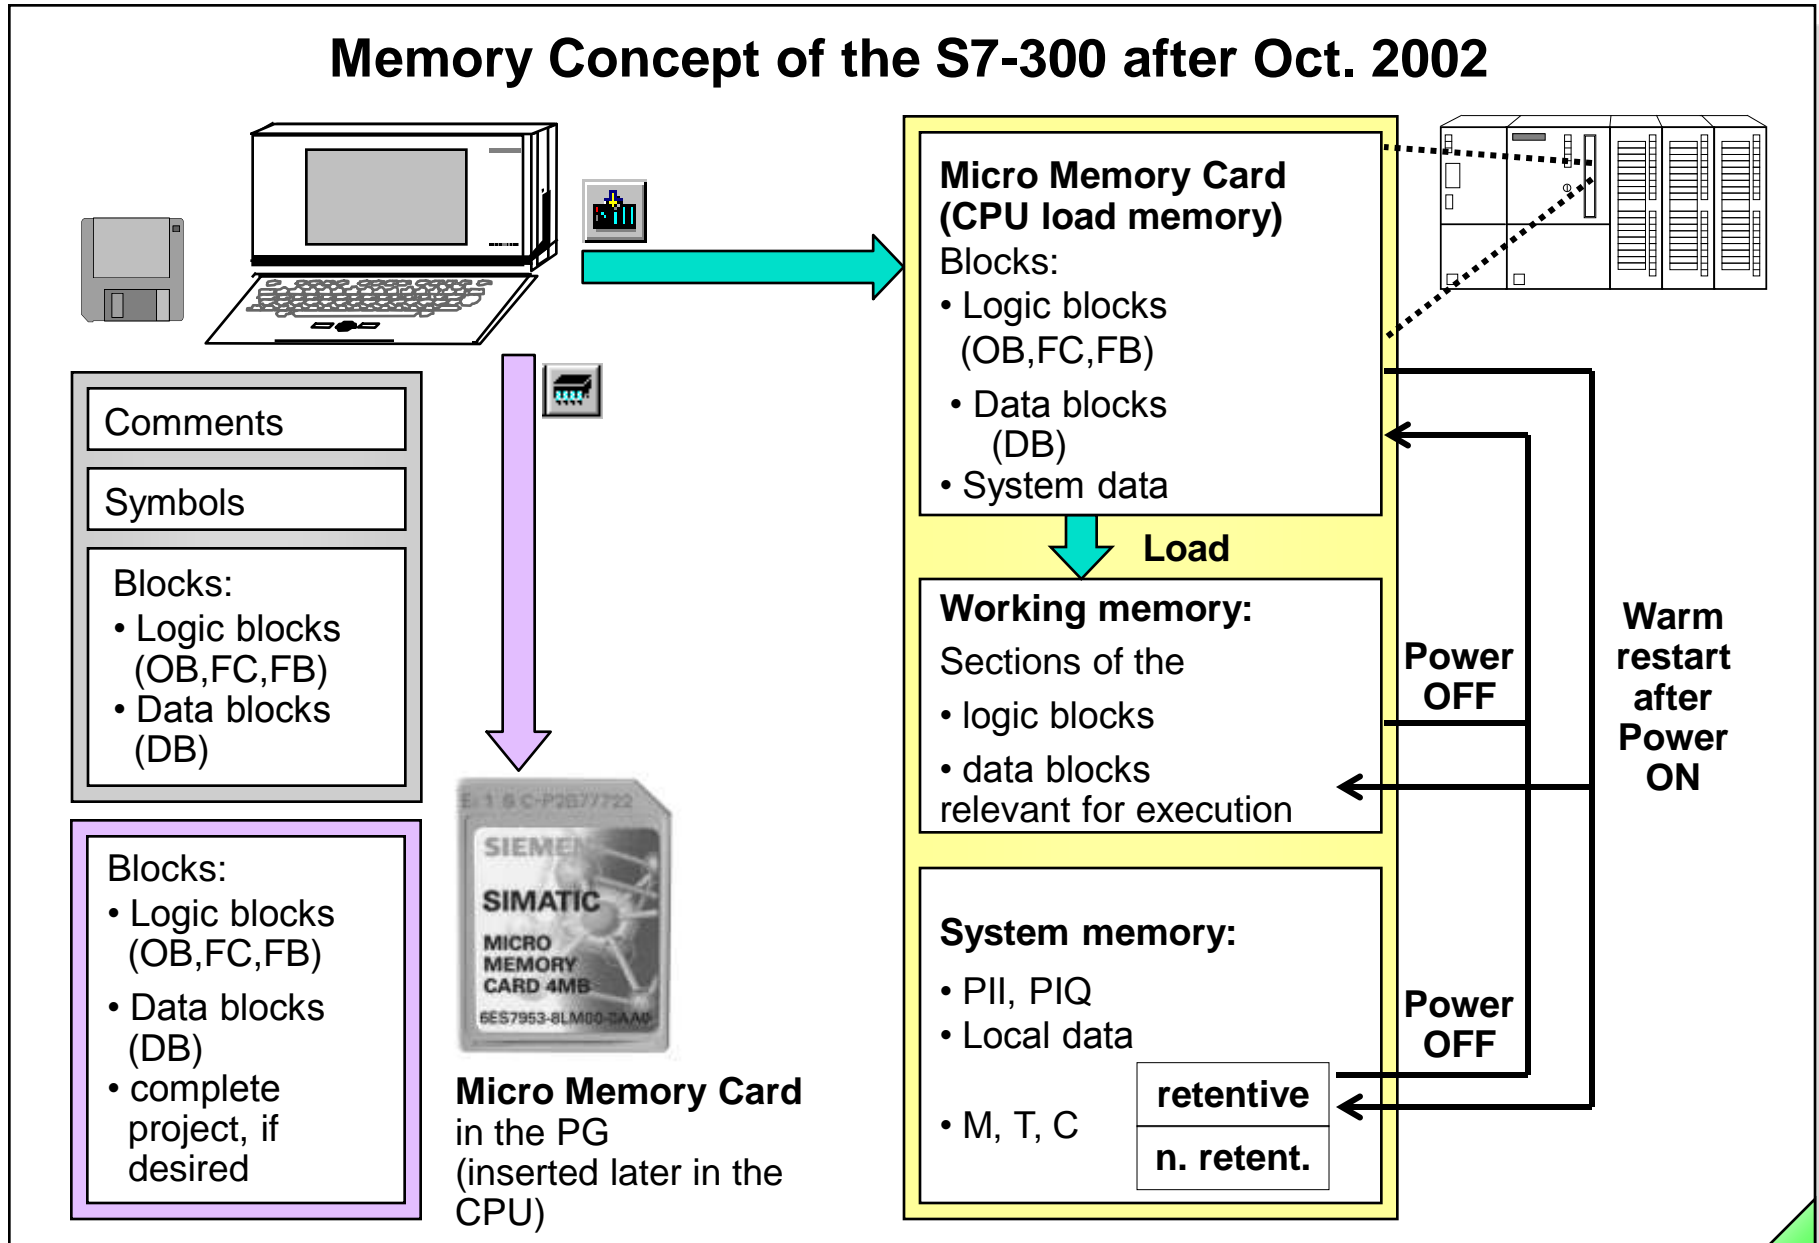 Memory Concept of the S7-300 after Oct. 2002
Comments
Symbols
Blocks:
• Logic blocks
(OB,FC,FB)
• Data blocks
(DB)
Blocks:
• Logic blocks
(OB,FC,FB)
• Data blocks
(DB)
• complete
project, if
desired
SIEMEN
SIMATIC
MICRO
MEMORY
CARD 4MB
Micro Memory Card
in the PG
(inserted later in the
CPU)
Micro Memory Card
(CPU load memory)
Blocks:
• Logic blocks
(OB,FC,FB)
• Data blocks
(DB)
• System data
Load
Working memory:
Sections of the
• logic blocks
• data blocks
relevant for execution
System memory:
• PII, PIQ
• Local data
• M, T, C
retentive
n. retent.
Power
OFF
Power
OFF
Warm
restart
after
Power
ON